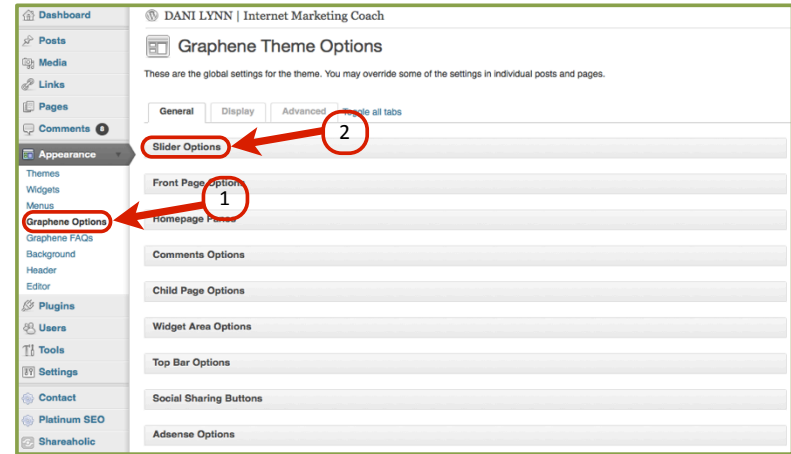 Dashboard
Posts
Media
Links
Pages
Comments 8
Appearance
Themes
Widgets
Menus
Graphene Options
Graphene FAQs
Background
Header
Editor
Plugins
Users
Tools
Settings
Contact
Platinum SEO
Shareaholic
DANI LYNN | Internet Marketing Coach
Graphene Theme Options
These are the global settings for the theme. You may override some of the settings in individual posts and pages.
General Display Advanced Toggle all tabs
2
Slider Options
Front Page Options
1
Homepage Panes
Comments Options
Child Page Options
Widget Area Options
Top Bar Options
Social Sharing Buttons
Adsense Options